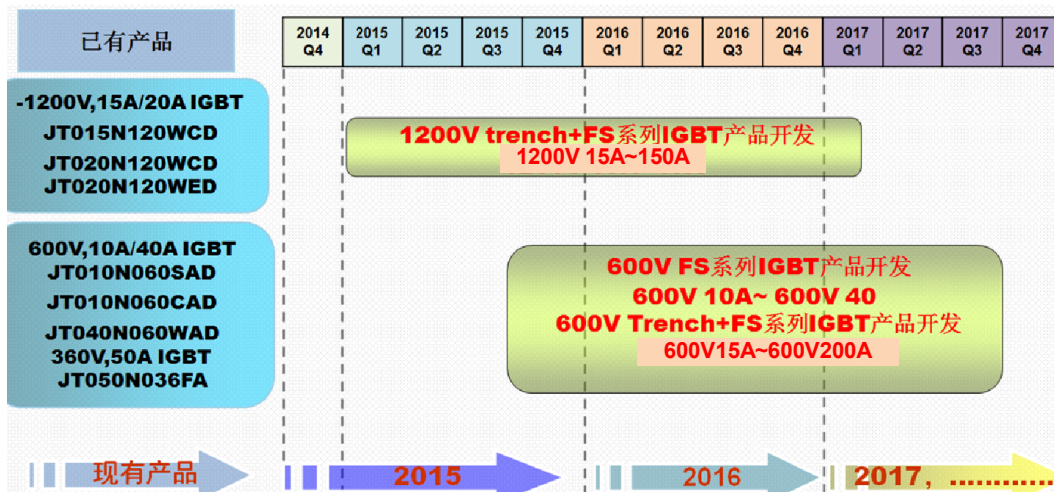 已有产品
2014 Q4
2015 Q1
2015 Q2
2015 Q3
2015 Q4
2016 Q1
2016 Q2
2016 Q3
2016 Q4
2017 Q1
2017 Q2
2017 Q3
2017 Q4
-1200V,15A/20A IGBT
JT015N120WCD
JT020N120WCD
JT020N120WED
1200V trench+FS系列IGBT产品开发
1200V 15A~150A
600V,10A/40A IGBT
JT010N060SAD
JT010N060CAD
JT040N060WAD
360V,50A IGBT
JT050N036FA
600V FS系列IGBT产品开发
600V 10A~ 600V 40
600V Trench+FS系列IGBT产品开发
600V15A~600V200A
现有产品
2015
2016
2017, ............